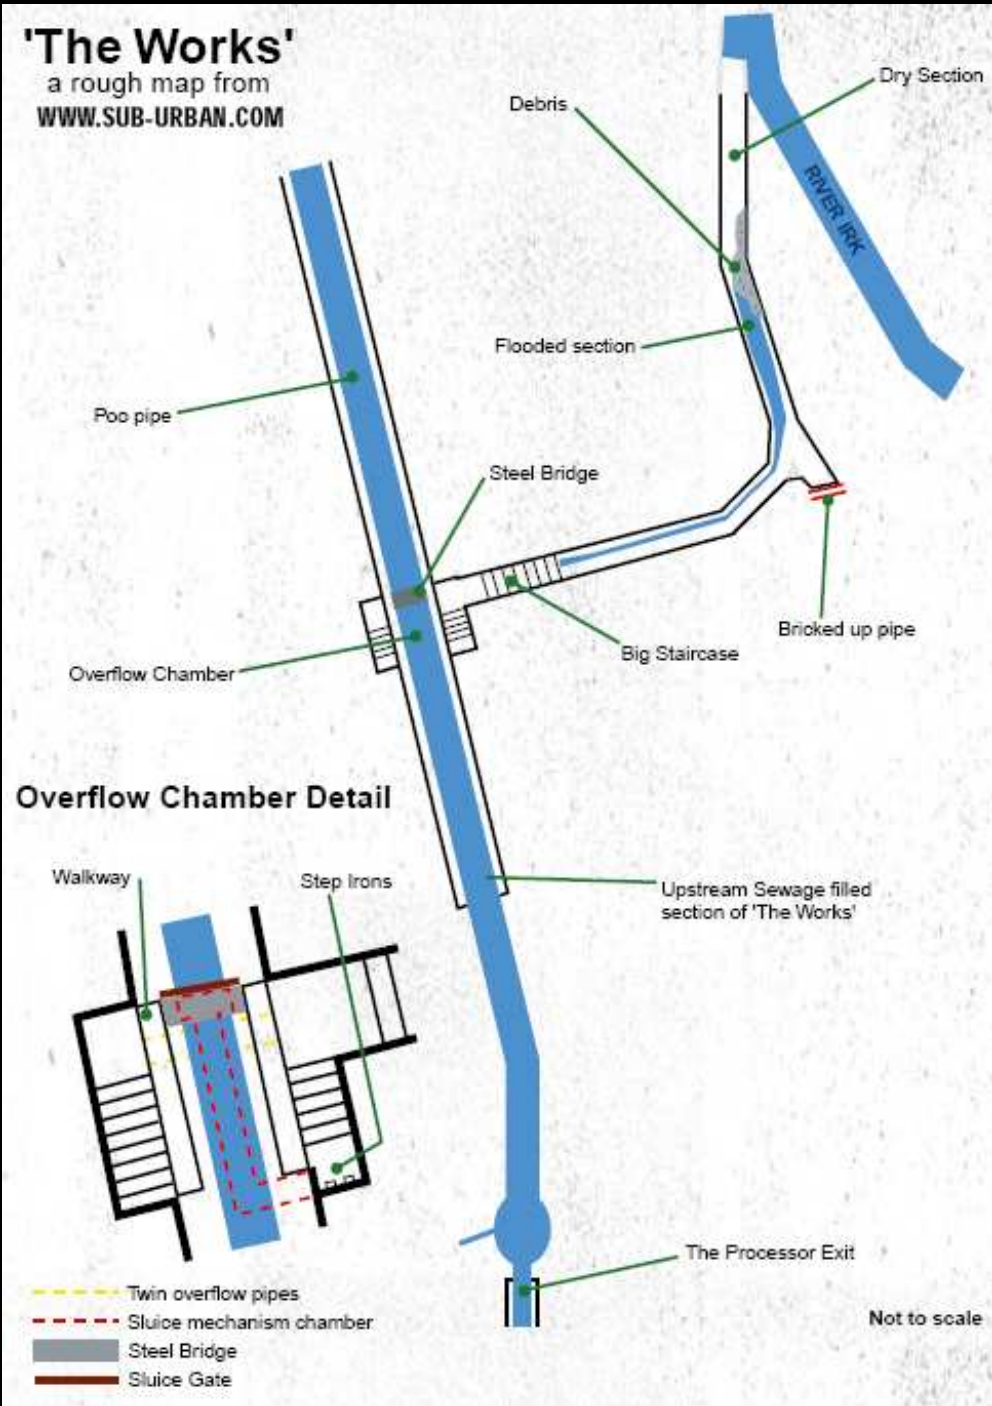 'The Works'
a rough map from
WWW.SUB-URBAN.COM
Dry Section
Debris
RIVER IRK
Flooded section
Poo pipe
Steel Bridge
Bricked up pipe
Big Staircase
Overflow Chamber
Overflow Chamber Detail
Walkway
Step Irons
Upstream Sewage filled
section of 'The Works'
The Processor Exit
Twin overflow pipes
Sluice mechanism chamber
Steel Bridge
Sluice Gate
Not to scale